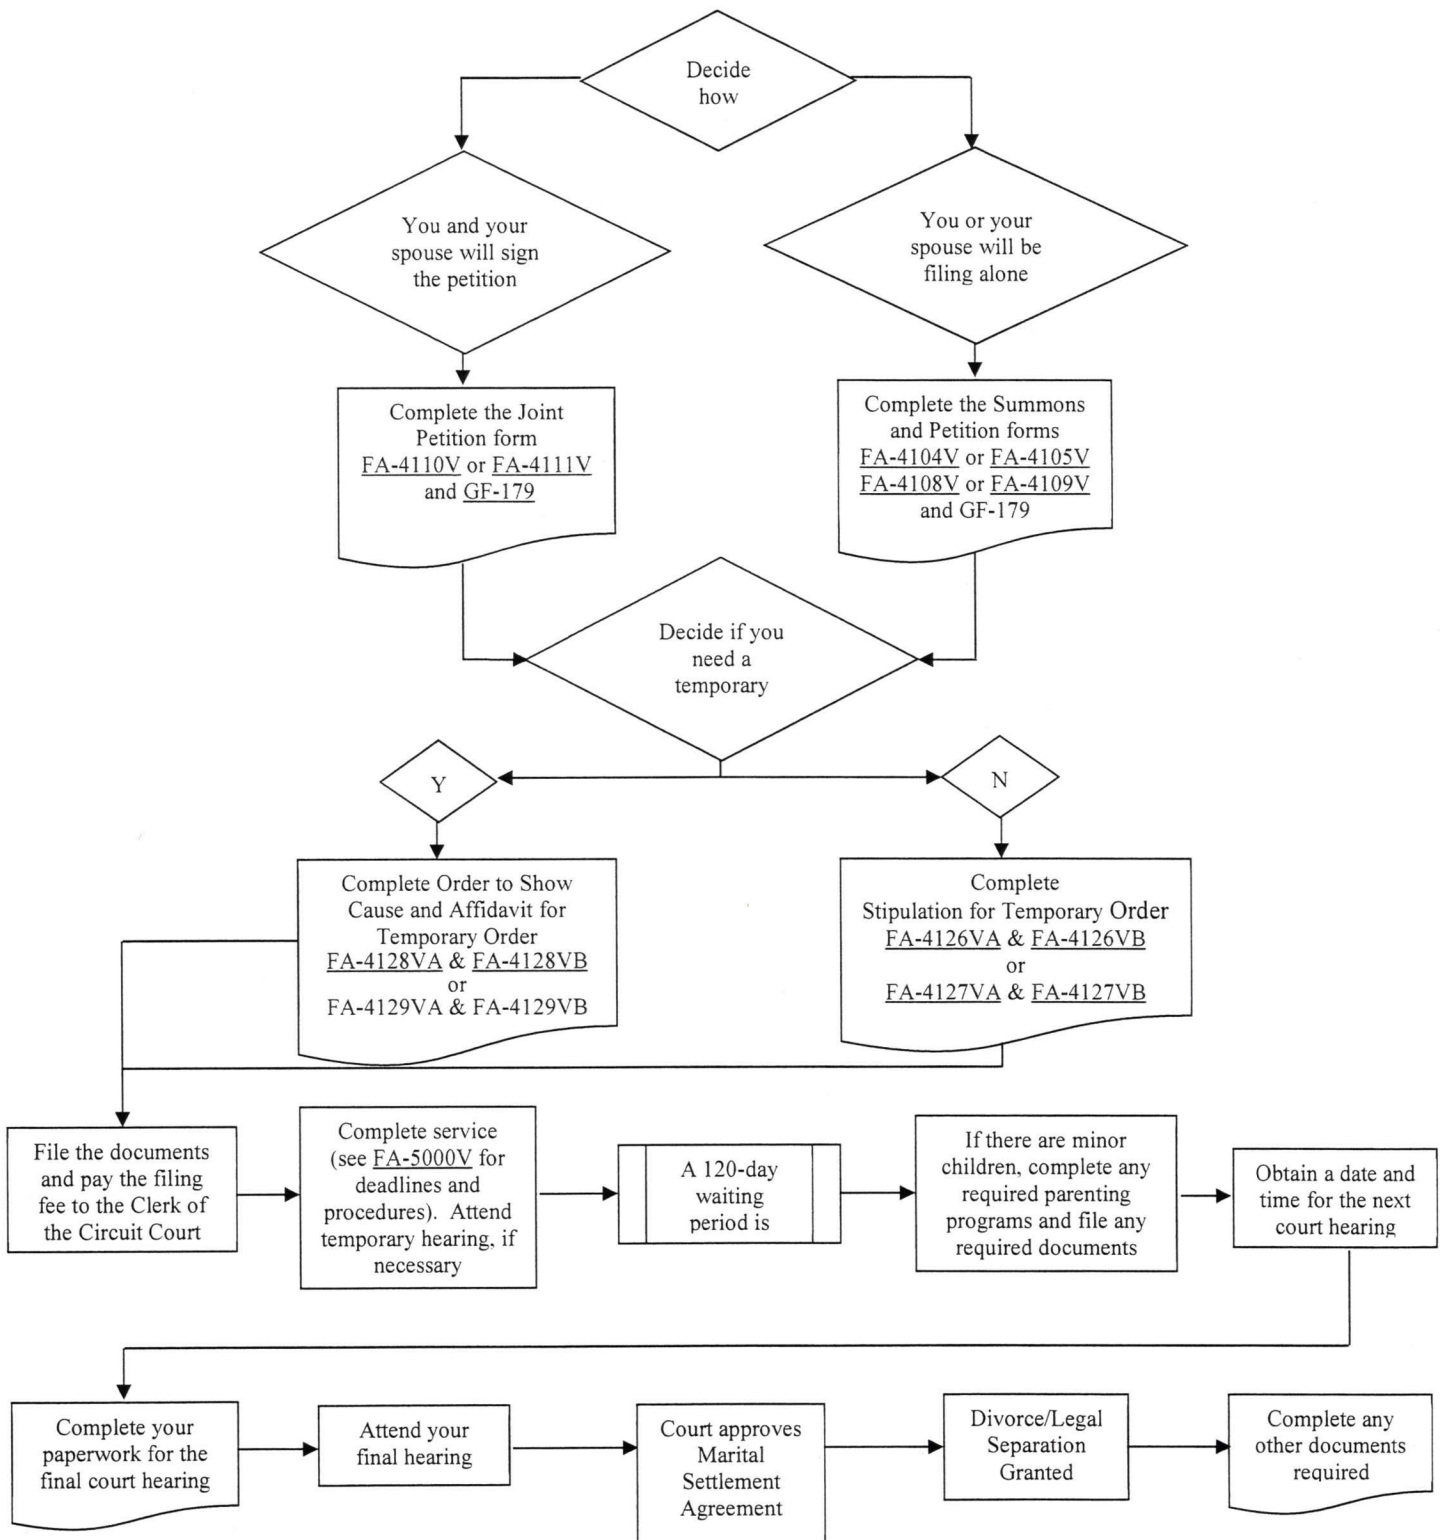 Decide
how
You and your
spouse will sign
the petition
You or your
spouse will be
filing alone
Complete the Joint
Petition form
FA-4110V or FA-4111V
and GF-179
Complete the Summons
and Petition forms
FA-4104V or FA-4105V
FA-4108V or FA-4109V
and GF-179
Decide if you
need a
temporary
Y
N
Complete Order to Show
Cause and Affidavit for
Temporary Order
FA-4128VA & FA-4128VB
or
FA-4129VA & FA-4129VB
Complete
Stipulation for Temporary Order
FA-4126VA & FA-4126VB
or
FA-4127VA & FA-4127VB
File the documents
and pay the filing
fee to the Clerk of
the Circuit Court
Complete service
(see FA-5000V for
deadlines and
procedures). Attend
temporary hearing, if
necessary
A 120-day
waiting
period is
If there are minor
children, complete any
required parenting
programs and file any
required documents
Obtain a date and
time for the next
court hearing
Complete your
paperwork for the
final court hearing
Attend your
final hearing
Court approves
Marital
Settlement
Agreement
Divorce/Legal
Separation
Granted
Complete any
other documents
required